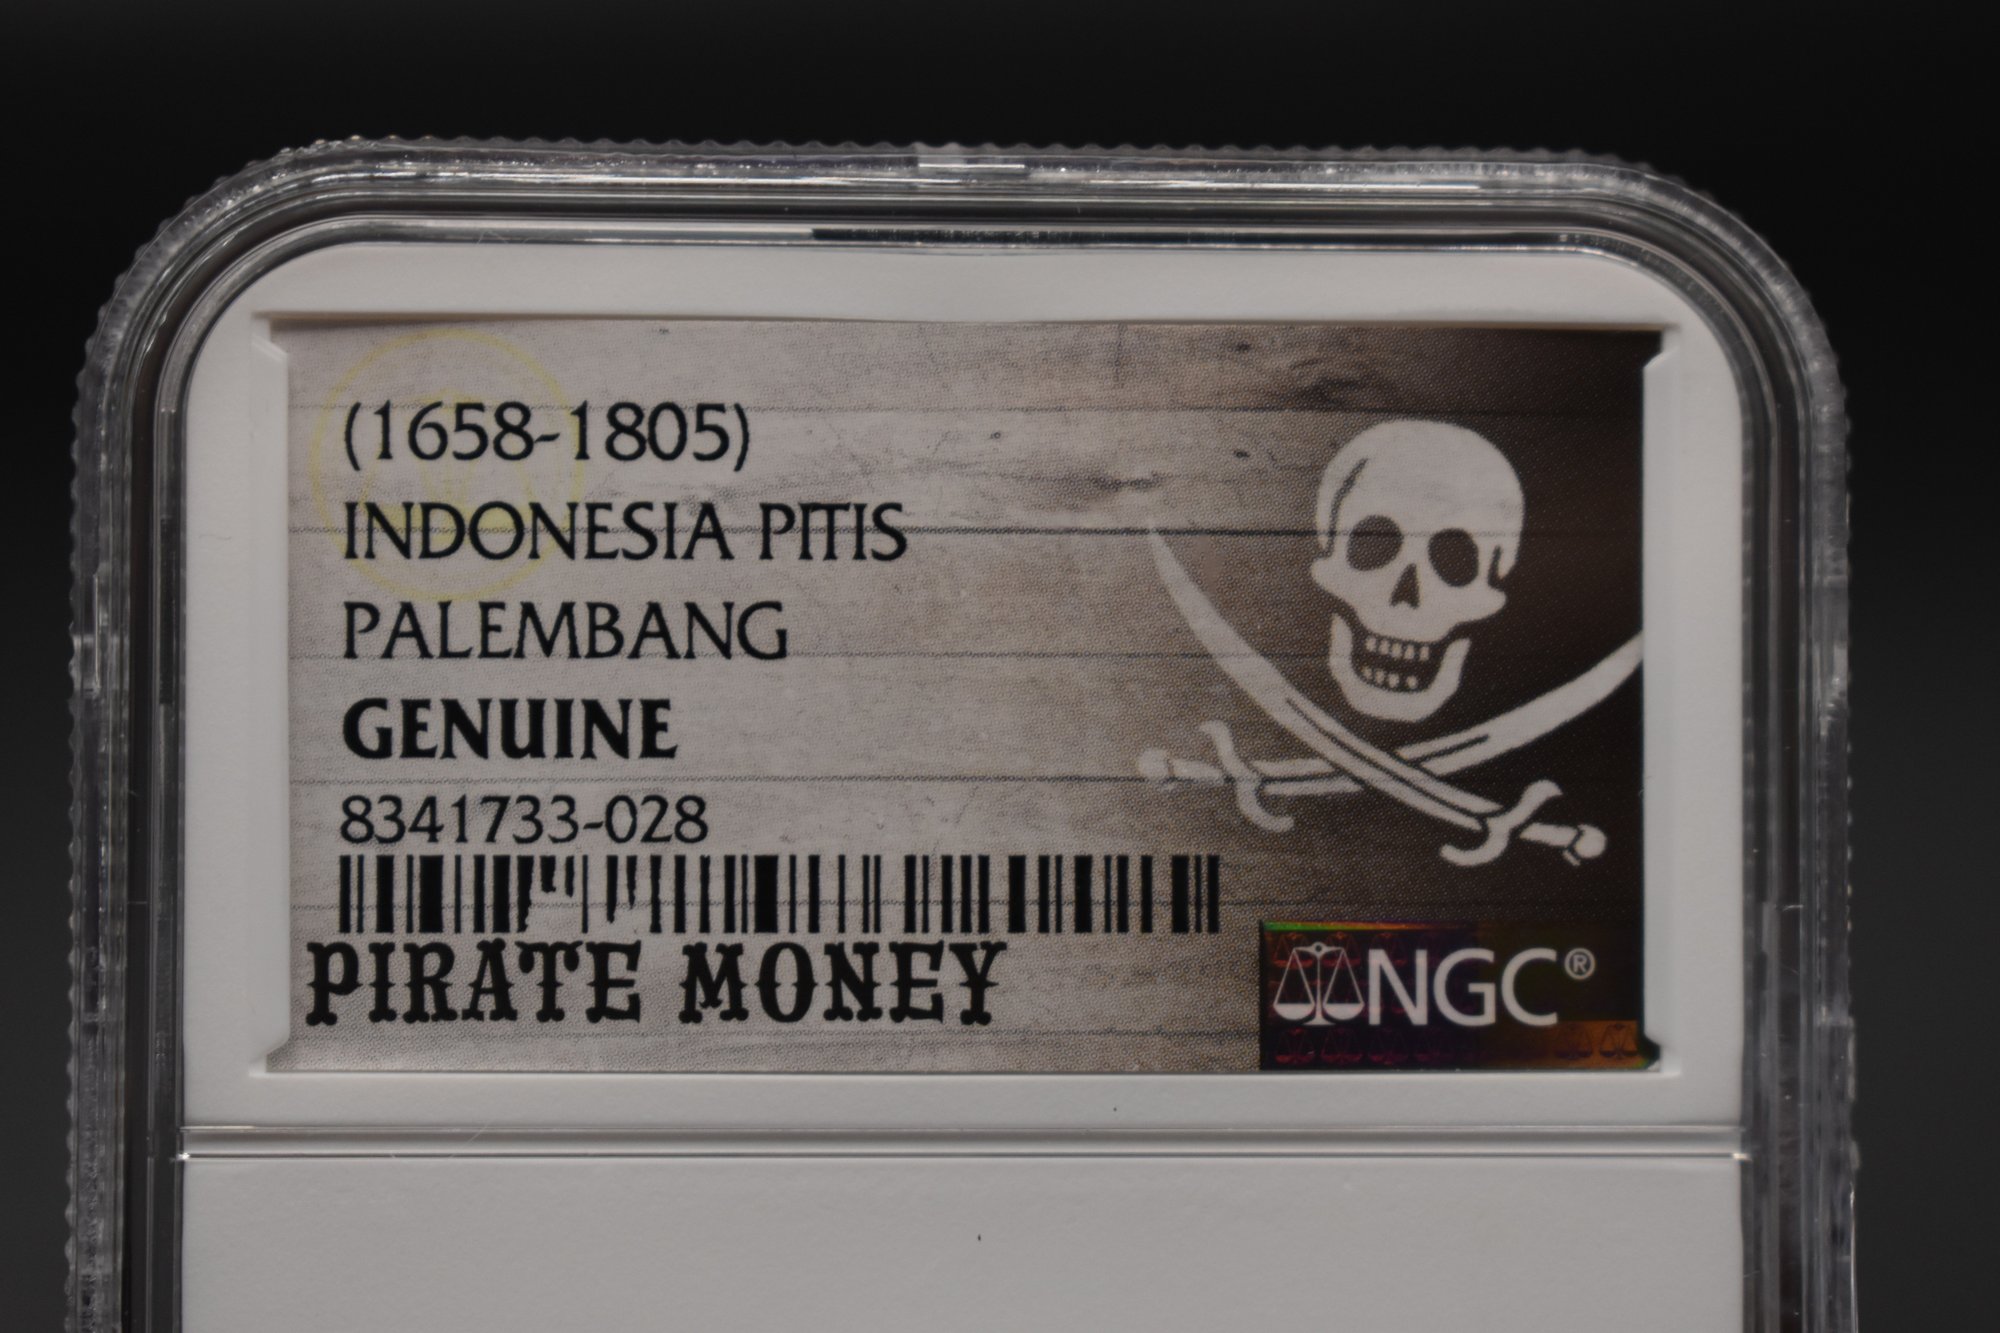 (1658-1805)
INDONESIA PITIS
PALEMBANG
GENUINE
8341733-028
PIRATE MONEY
NGC®